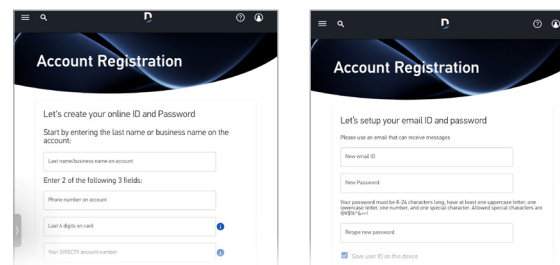 Account Registration
Let's create your online ID and Password
Start by entering the last name or business name on the
account:
Last name/business name on account
Enter 2 of the following 3 fields:
Phone number on account
Last 4 digits on card
Your DIRECTV account number
Account Registration
Let's setup your email ID and password
Please use an email that can receive messages
New email ID
New Password
Your password must be 8-24 characters long, have at least one uppercase letter, one
lowercase letter, one number, and one special character. Allowed special characters are
Retype new password
Save user ID on this device